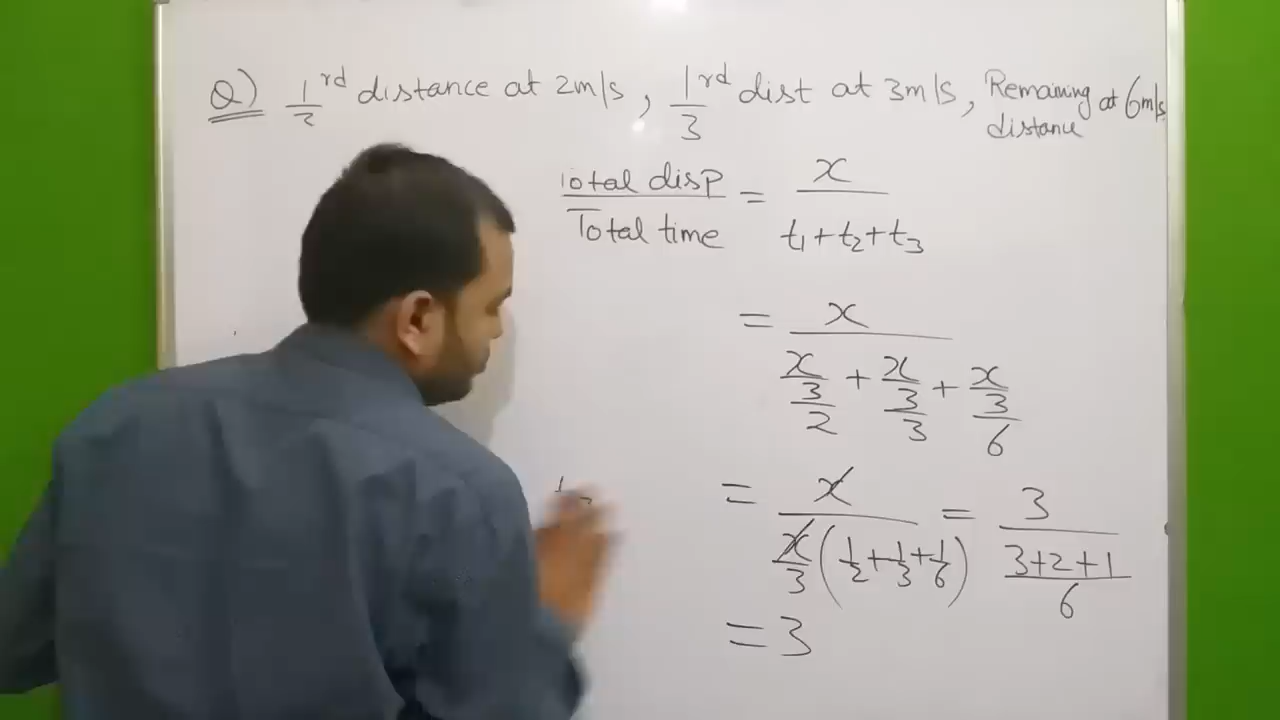 Q) 1/3 rd distance at 2m/s, 1/3 rd dist at 3m/s, Remaining distance at 6m/s
Total disp / Total time = x / t₁+t₂+t₃
= x / (x/3/2 + x/3/3 + x/3/6)
= x / x/3 (1/2+1/3+1/6) = 3 / (3+2+1 / 6)
= 3